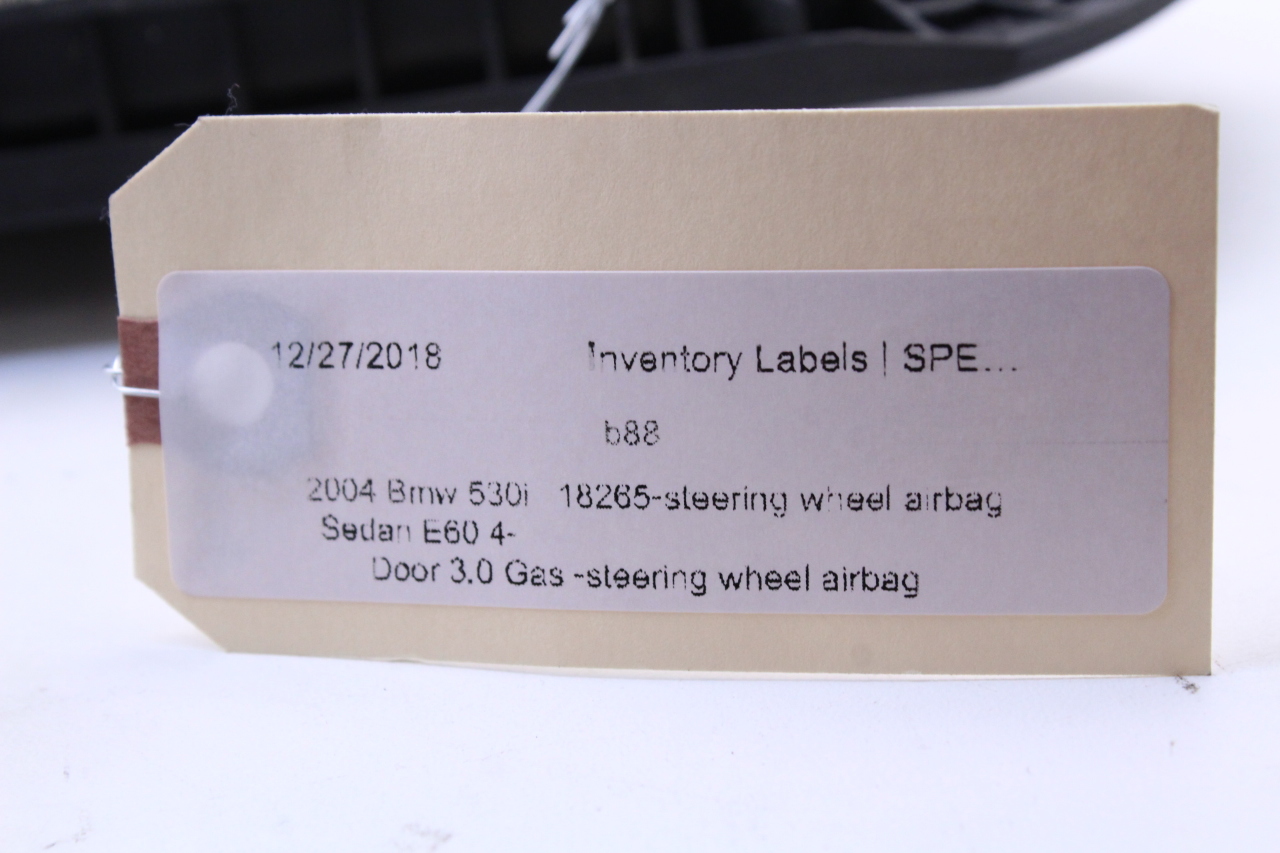 12/27/2018 Inventory Labels | SPE...
b88
2004 Bmw 530i 18265-steering wheel airbag
Sedan E60 4-
Door 3.0 Gas -steering wheel airbag